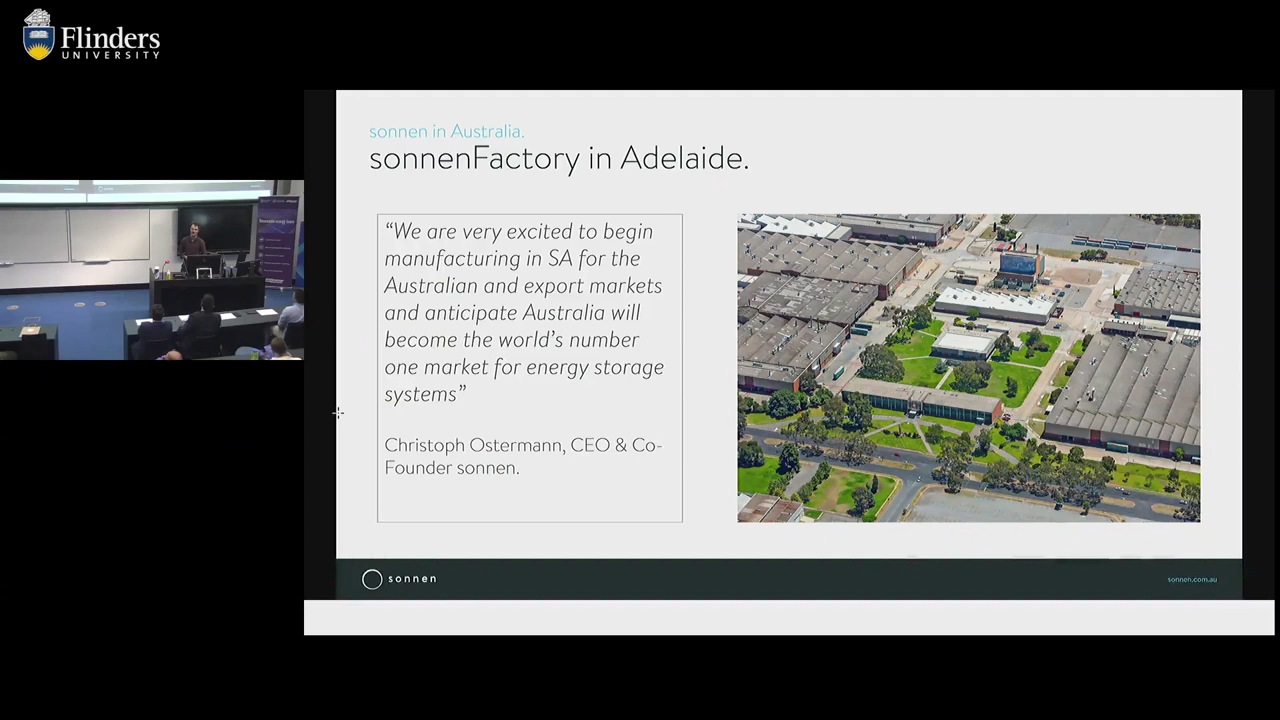 Flinders
UNIVERSITY
sonnen in Australia.
sonnenFactory in Adelaide.
“We are very excited to begin
manufacturing in SA for the
Australian and export markets
and anticipate Australia will
become the world’s number
one market for energy storage
systems”
Christoph Ostermann, CEO & Co-
Founder sonnen.
sonnen
sonnen.com.au